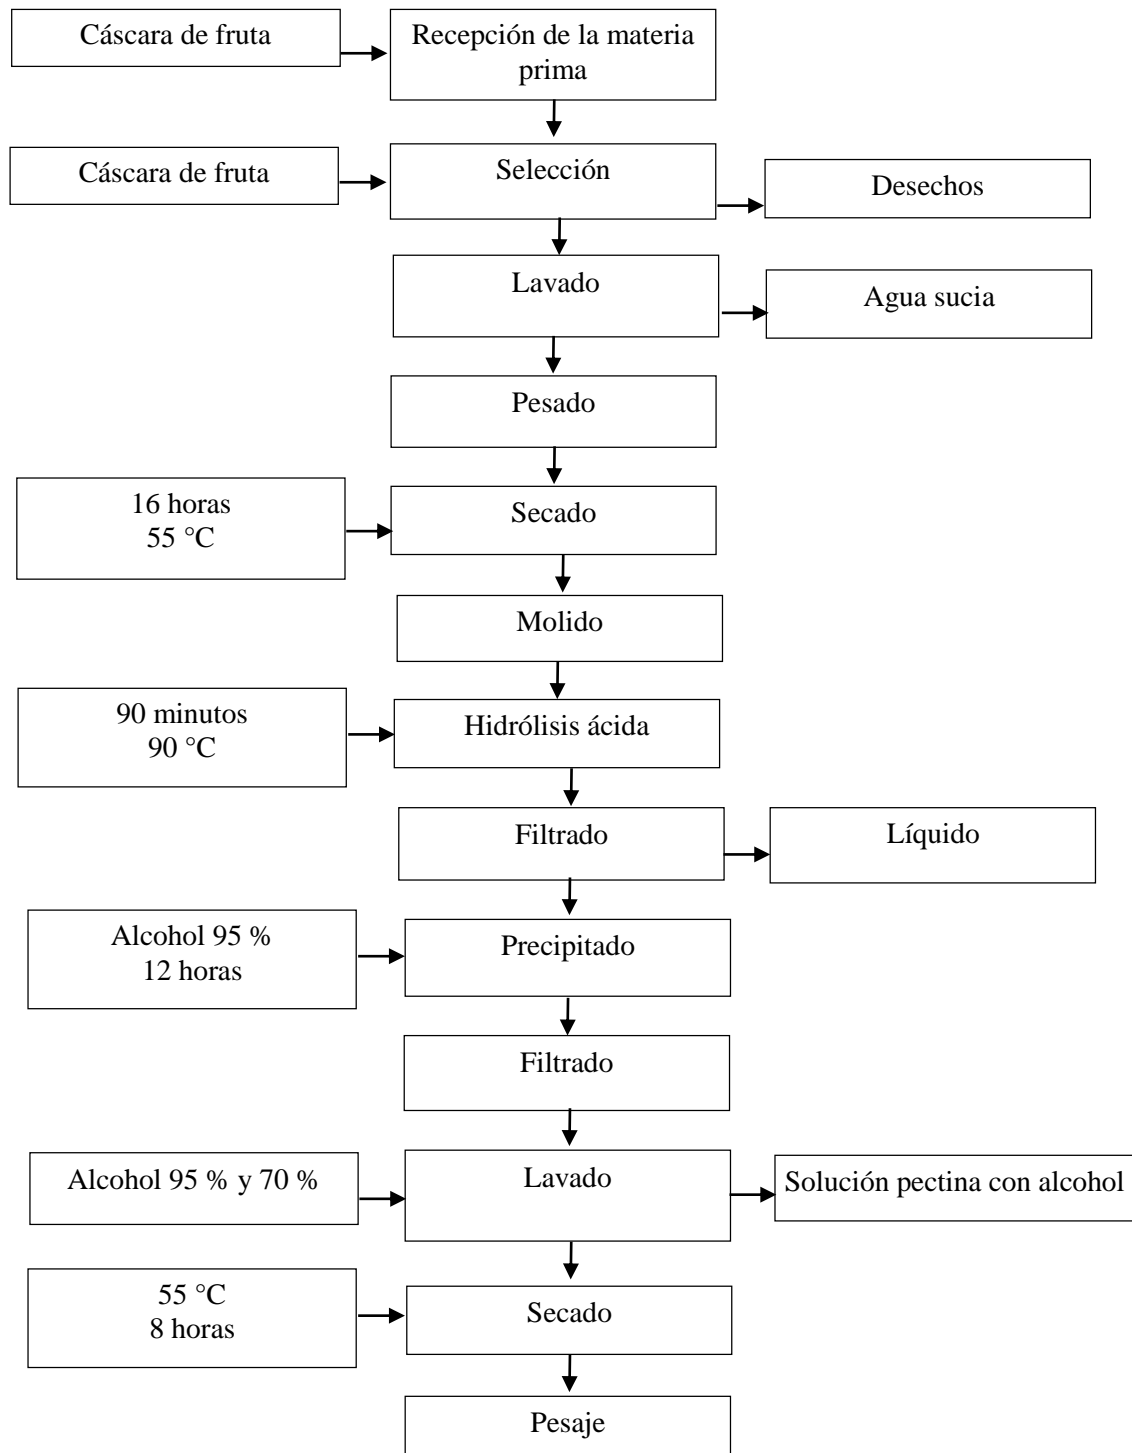 Cáscara de fruta
Recepción de la materia
prima
Cáscara de fruta
Selección
Desechos
Lavado
Agua sucia
Pesado
16 horas
55 °C
Secado
Molido
90 minutos
90 °C
Hidrólisis ácida
Filtrado
Líquido
Alcohol 95 %
12 horas
Precipitado
Filtrado
Alcohol 95 % y 70 %
Lavado
Solución pectina con alcohol
55 °C
8 horas
Secado
Pesaje